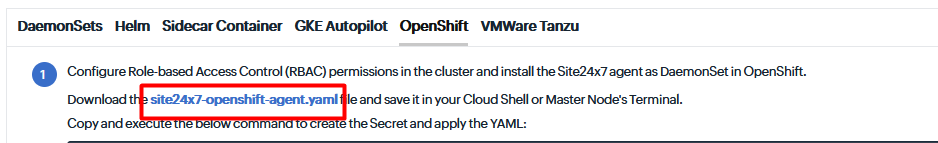 DaemonSets Helm Sidecar Container GKE Autopilot OpenShift VMWare Tanzu
1 Configure Role-based Access Control (RBAC) permissions in the cluster and install the Site24x7 agent as DaemonSet in OpenShift.
Download the site24x7-openshift-agent.yaml file and save it in your Cloud Shell or Master Node's Terminal.
Copy and execute the below command to create the Secret and apply the YAML: